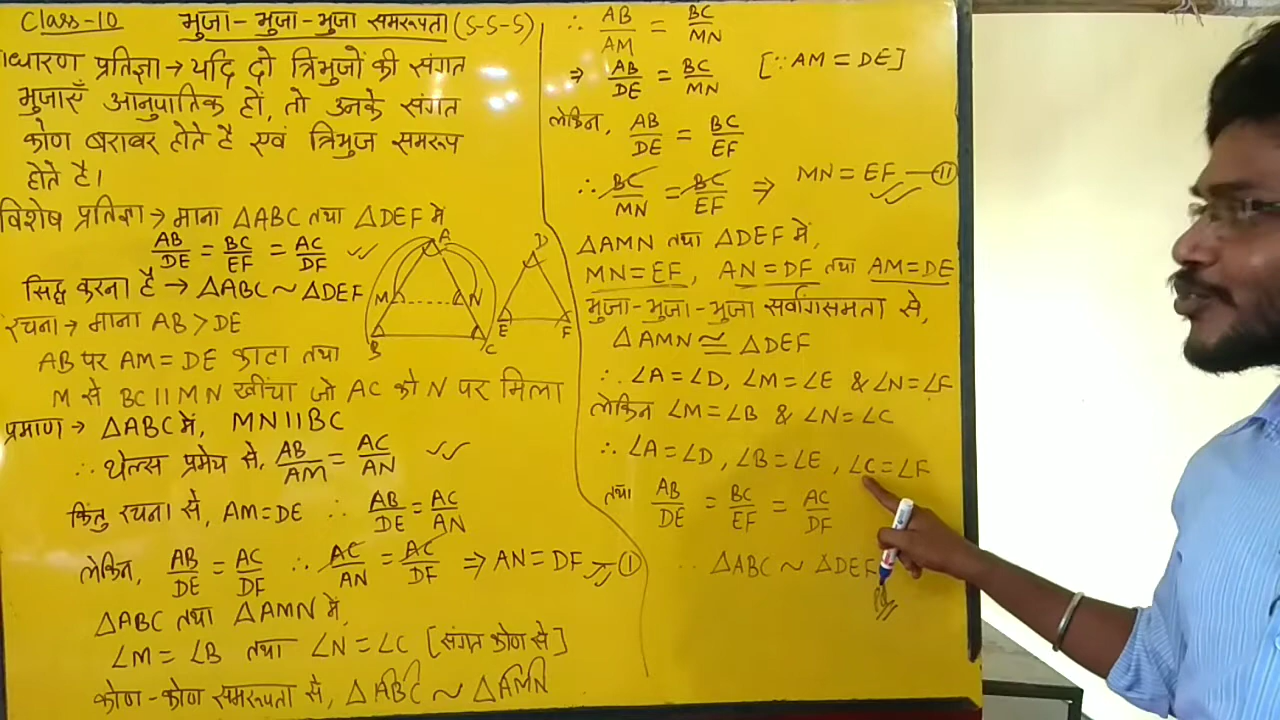 Class-10 भुजा-भुजा-भुजा समरूपता (S-S-S)
साधारण प्रतिज्ञा → यदि दो त्रिभुजों की संगत
भुजाएँ आनुपातिक हों, तो उनके संगत
कोण बराबर होते है एवं त्रिभुज समरूप
होते है।
विशेष प्रतिज्ञा → माना △ABC तथा △DEF में
AB/DE = BC/EF = AC/DF
सिद्ध करना है → △ABC ~ △DEF
रचना → माना AB > DE
AB पर AM = DE काटा तथा
M से BC || MN खींचा जो AC को N पर मिला
प्रमाण → △ABC में, MN || BC
∴ थेल्स प्रमेय से, AB/AM = AC/AN
किंतु रचना से, AM = DE ∴ AB/DE = AC/AN
लेकिन, AB/DE = AC/DF ∴ AC/AN = AC/DF ⇒ AN = DF — (I)
△ABC तथा △AMN में,
∠M = ∠B तथा ∠N = ∠C [संगत कोण से]
कोण-कोण समरूपता से, △ABC ~ △AMN
A
M N
B C
D
E F
∴ AB/AM = BC/MN
⇒ AB/DE = BC/MN [∵ AM = DE]
लेकिन, AB/DE = BC/EF
∴ BC/MN = BC/EF ⇒ MN = EF — (II)
△AMN तथा △DEF में,
MN = EF, AN = DF तथा AM = DE
भुजा-भुजा-भुजा सर्वांगसमता से,
△AMN ≅ △DEF
∴ ∠A = ∠D, ∠M = ∠E & ∠N = ∠F
लेकिन ∠M = ∠B & ∠N = ∠C
∴ ∠A = ∠D, ∠B = ∠E, ∠C = ∠F
तथा AB/DE = BC/EF = AC/DF
∴ △ABC ~ △DEF